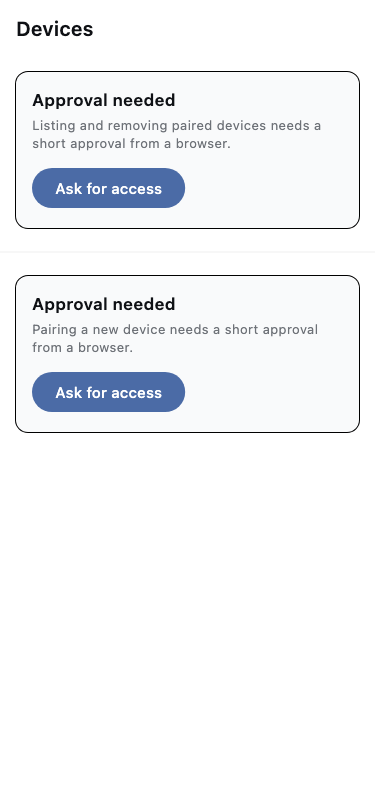 Devices
Approval needed
Listing and removing paired devices needs a
short approval from a browser.
Ask for access
Approval needed
Pairing a new device needs a short approval
from a browser.
Ask for access